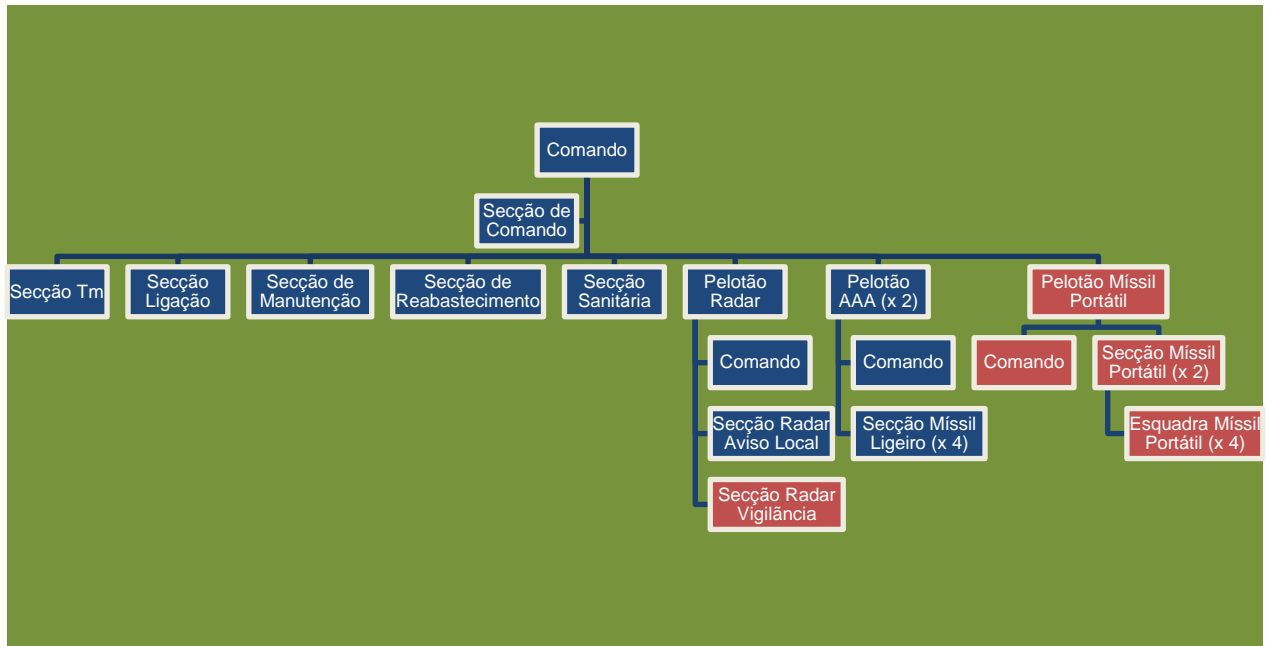 Comando
Secção de
Comando
Secção Tm
Secção
Ligação
Secção de
Manutenção
Secção de
Reabastecimento
Secção
Sanitária
Pelotão
Radar
Pelotão
AAA (x 2)
Pelotão Míssil
Portátil
Comando
Comando
Comando
Secção Míssil
Portátil (x 2)
Secção Radar
Aviso Local
Secção Míssil
Ligeiro (x 4)
Esquadra Míssil
Portátil (x 4)
Secção Radar
Vigilãncia